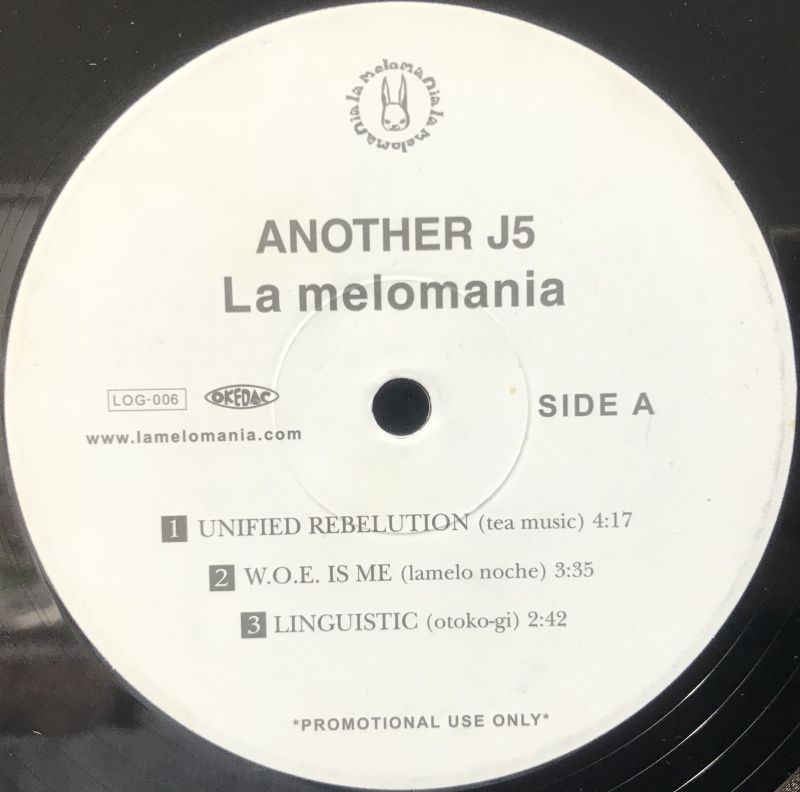 la meloMania la meloMania
ANOTHER J5
La melomania
LOG-006 OKEDAC
SIDE A
www.lamelomania.com
1 UNIFIED REBELUTION (tea music) 4:17
2 W.O.E. IS ME (lamelo noche) 3:35
3 LINGUISTIC (otoko-gi) 2:42
*PROMOTIONAL USE ONLY*